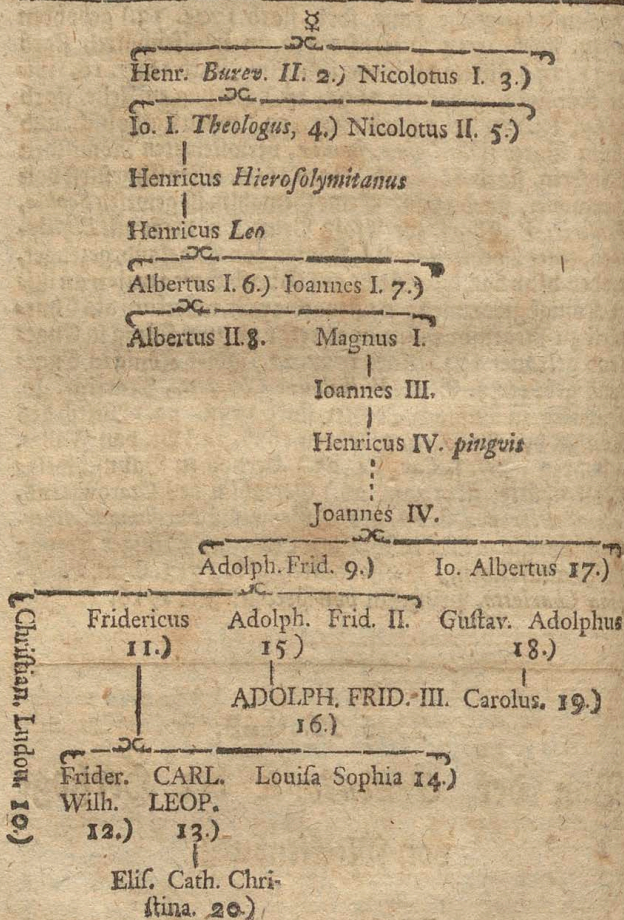 ☿
Henr. Burev. II. 2.) Nicolotus I. 3.)
Io. I. Theologus, 4.) Nicolotus II. 5.)
Henricus Hieroſolymitanus
Henricus Leo
Albertus I. 6.) Ioannes I. 7.)
Albertus II. 8. Magnus I.
Ioannes III.
Henricus IV. pingvis
Joannes IV.
Adolph. Frid. 9.) Io. Albertus 17.)
Chriſtian. Ludou. 10.)
Fridericus Adolph. Frid. II. Guſtav. Adolphus
11.) 15) 18.)
ADOLPH. FRID. III. Carolus. 19.)
16.)
Frider. CARL. Louiſa Sophia 14.)
Wilh. LEOP.
12.) 13.)
Eliſ. Cath. Chri-
ſtina. 20.)